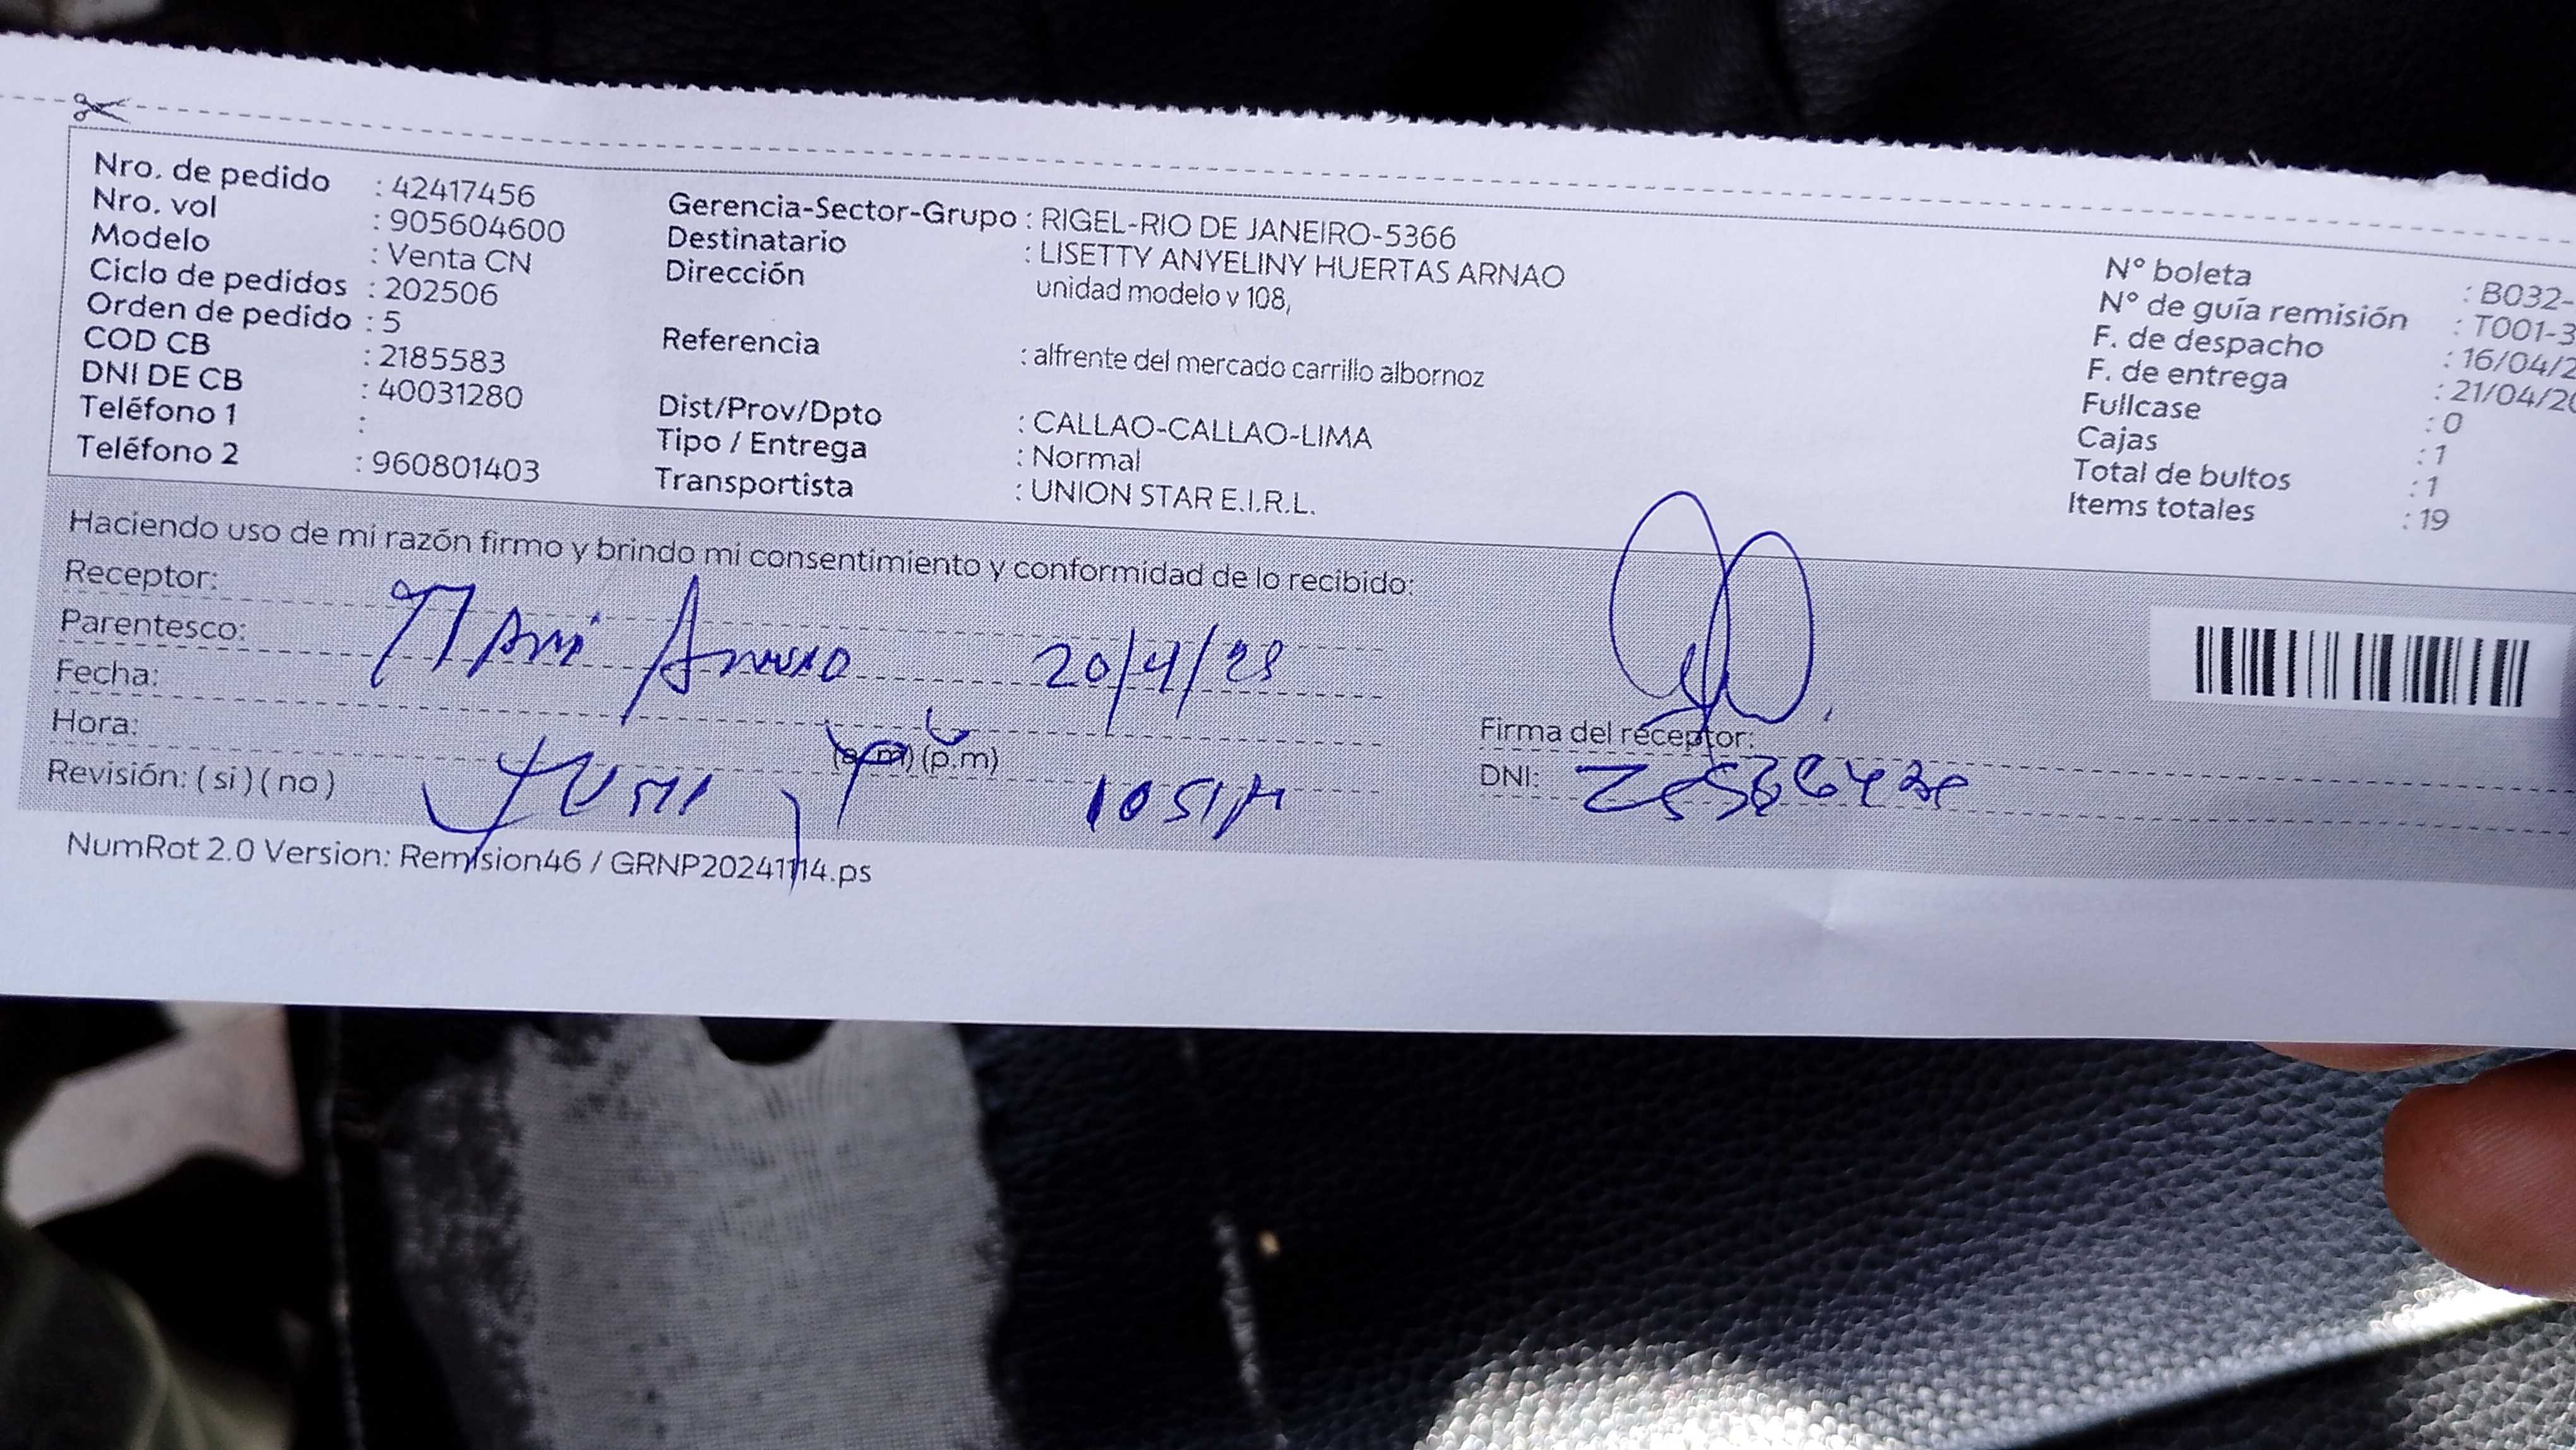 Nro. de pedido : 42417456
Nro. vol : 905604600
Modelo : Venta CN
Ciclo de pedidos : 202506
Orden de pedido : 5
COD CB : 2185583
DNI DE CB : 40031280
Teléfono 1 :
Teléfono 2 : 960801403
Gerencia-Sector-Grupo : RIGEL-RIO DE JANEIRO-5366
Destinatario : LISETTY ANYELINY HUERTAS ARNAO
Dirección unidad modelo v 108,
Referencia : alfrente del mercado carrillo albornoz
Dist/Prov/Dpto : CALLAO-CALLAO-LIMA
Tipo / Entrega : Normal
Transportista : UNION STAR E.I.R.L.
N° boleta : B032-
N° de guía remisión : T001-3
F. de despacho : 16/04/2
F. de entrega : 21/04/20
Fullcase : 0
Cajas : 1
Total de bultos : 1
Items totales : 19
Haciendo uso de mi razón firmo y brindo mi consentimiento y conformidad de lo recibido:
Receptor:
Parentesco:
20/4/25
Fecha:
Hora: (a.m) (p.m)
Revisión: ( si ) ( no )
Firma del receptor:
DNI:
NumRot 2.0 Version: Remision46 / GRNP20241114.ps